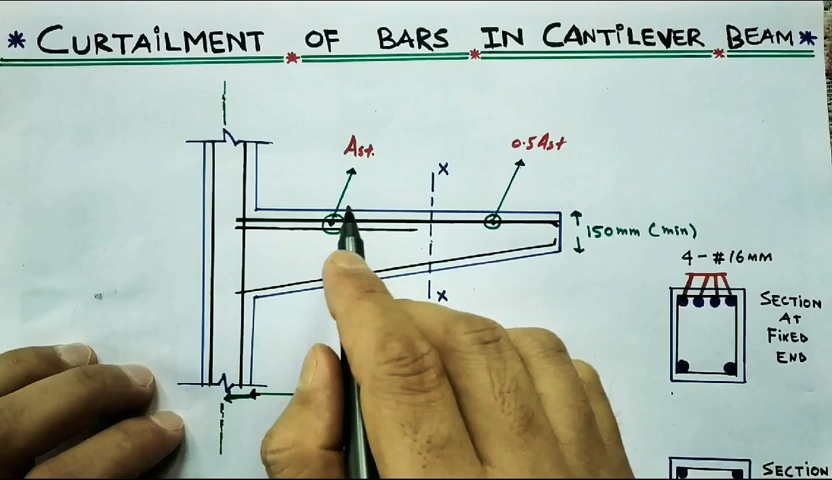 * CURTAILMENT OF BARS IN CANTILEVER BEAM *
Ast.
0.5Ast
X
150mm (min)
X
4 - #16MM
SECTION
AT
FIXED
END
SECTION